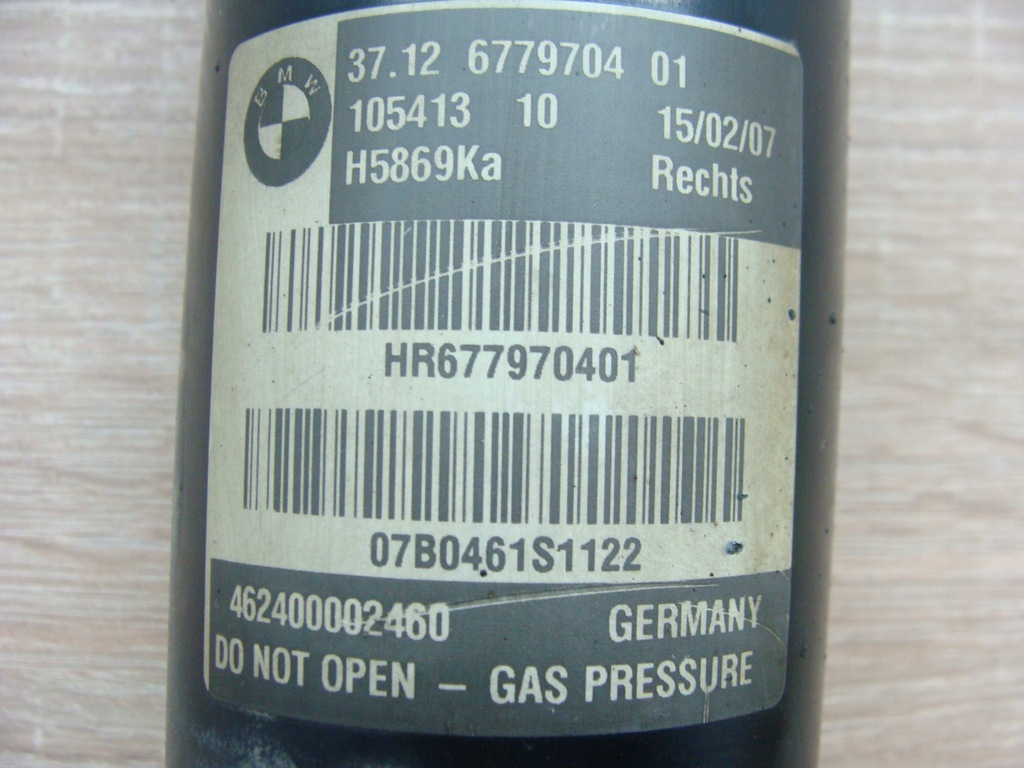 BMW
37.12 6779704 01
105413 10 15/02/07
H5869Ka Rechts
HR677970401
07B0461S1122
462400002460 GERMANY
DO NOT OPEN – GAS PRESSURE